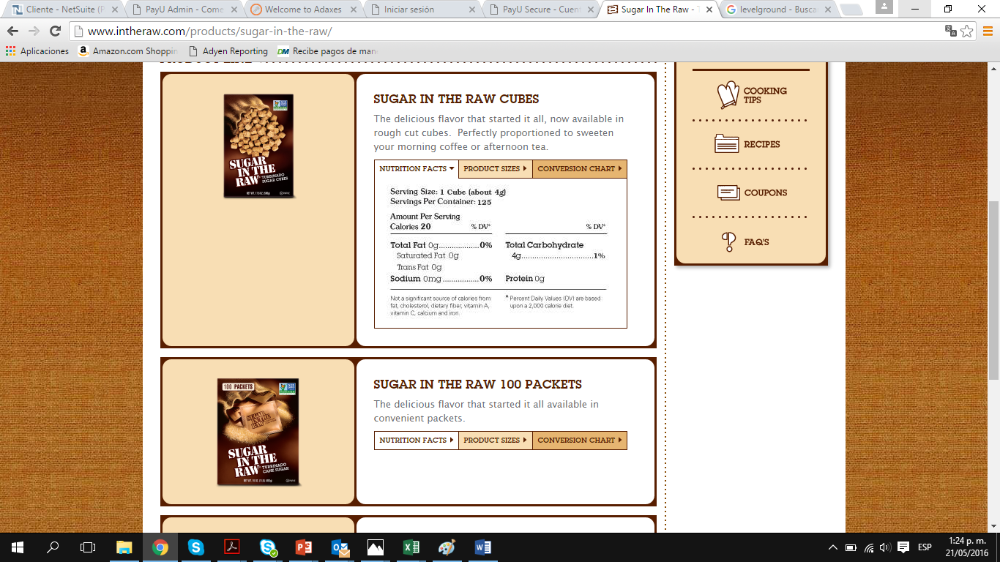 Cliente - NetSuite (P
PayU Admin - Come
Welcome to Adaxes
Iniciar sesión
PayU Secure - Cuen
Sugar In The Raw - T
levelground - Busca
www.intheraw.com/products/sugar-in-the-raw/
Aplicaciones
Amazon.com Shoppin
Adyen Reporting
DM Recibe pagos de man
SUGAR IN THE RAW CUBES
The delicious flavor that started it all, now available in
rough cut cubes. Perfectly proportioned to sweeten
your morning coffee or afternoon tea.
NUTRITION FACTS PRODUCT SIZES CONVERSION CHART
Serving Size: 1 Cube (about 4g)
Servings Per Container: 125
Amount Per Serving
Calories 20 % DV* % DV*
Total Fat 0g...................0% Total Carbohydrate
Saturated Fat 0g 4g.................................1%
Trans Fat 0g
Sodium 0mg.................0% Protein 0g
Not a significant source of calories from
fat, cholesterol, dietary fiber, vitamin A,
vitamin C, calcium and iron.
* Percent Daily Values (DV) are based
upon a 2,000 calorie diet.
SUGAR
IN THE
RAW
TURBINADO
SUGAR CUBES
COOKING
TIPS
RECIPES
COUPONS
FAQ'S
SUGAR IN THE RAW 100 PACKETS
The delicious flavor that started it all available in
convenient packets.
NUTRITION FACTS PRODUCT SIZES CONVERSION CHART
100 PACKETS
SUGAR
IN THE
RAW
TURBINADO
CANE SUGAR
ESP
1:24 p. m.
21/05/2016